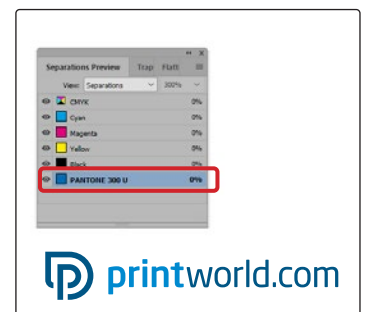 Separations Preview Trap Flatt
View: Separations 300%
CMYK 0%
Cyan 0%
Magenta 0%
Yellow 0%
Black 0%
PANTONE 300 U 0%
printworld.com